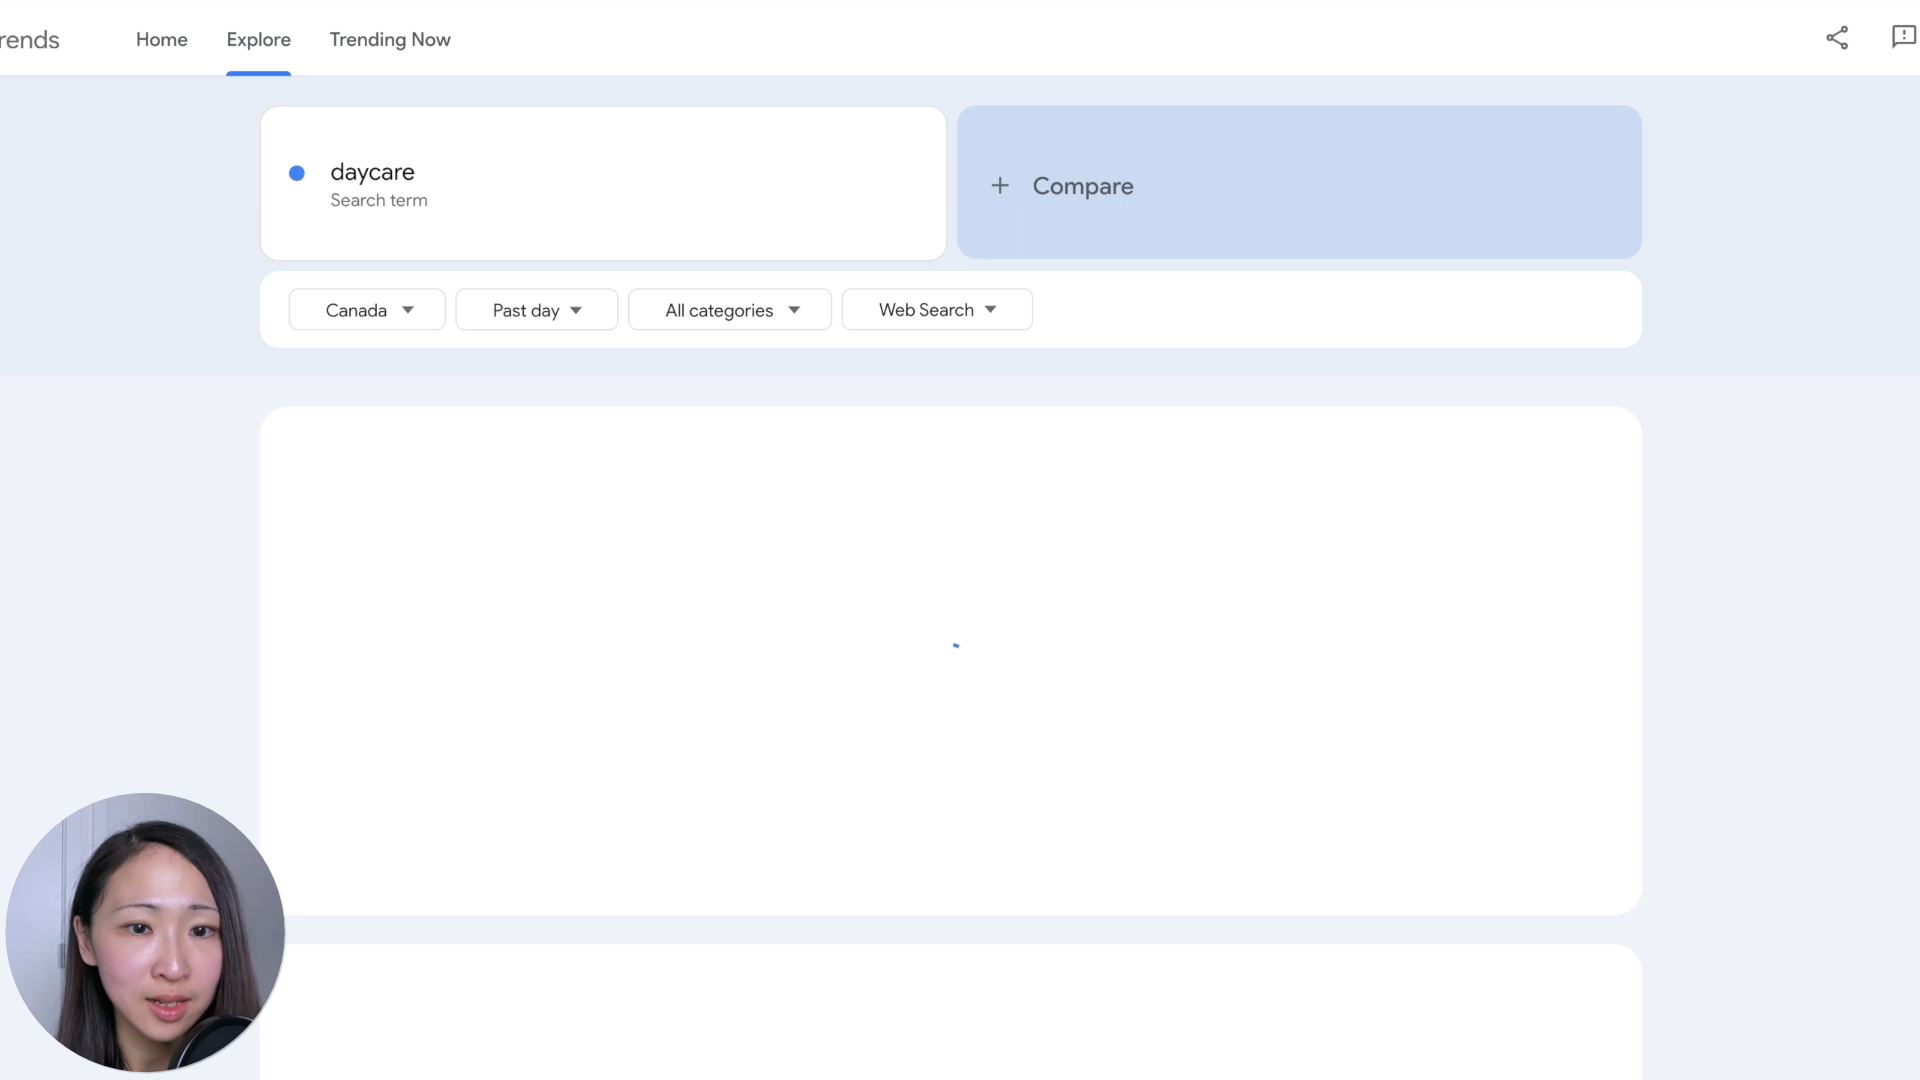 rends
Home
Explore
Trending Now
daycare
Search term
+ Compare
Canada
Past day
All categories
Web Search